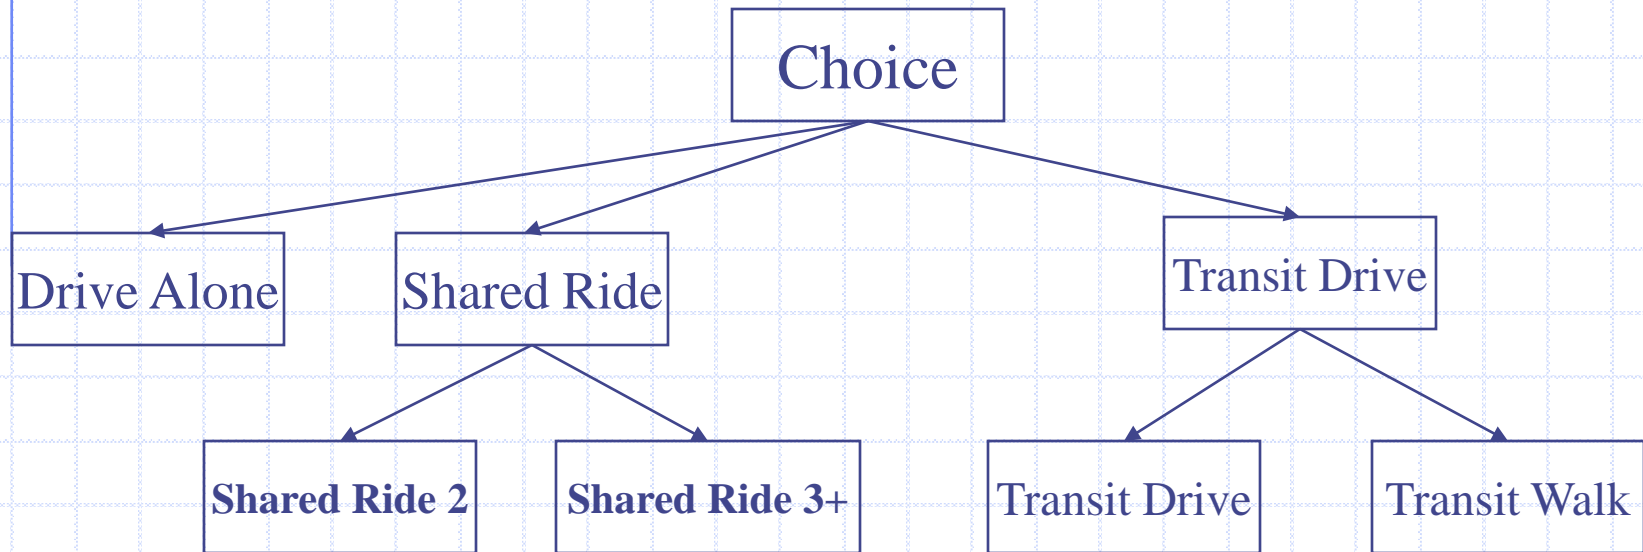 Choice
Drive Alone
Shared Ride
Transit Drive
Shared Ride 2
Shared Ride 3+
Transit Drive
Transit Walk